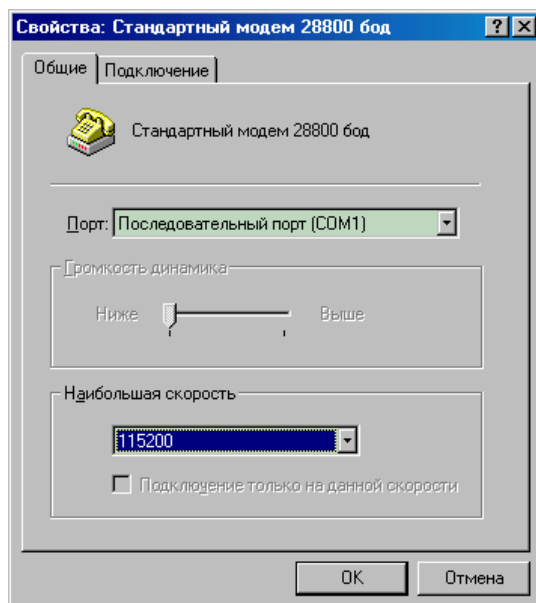 Свойства: Стандартный модем 28800 бод
Общие
Подключение
Стандартный модем 28800 бод
Порт: Последовательный порт (COM1)
Громкость динамика
Ниже Выше
Наибольшая скорость
115200
Подключение только на данной скорости
OK Отмена